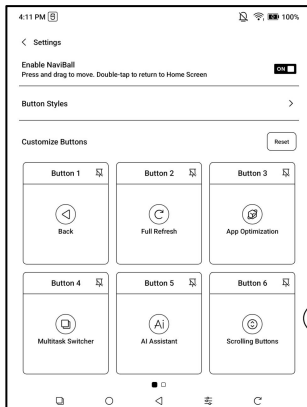 4:11 PM 100%
Settings
Enable NaviBall
Press and drag to move. Double-tap to return to Home Screen
ON
Button Styles
Customize Buttons
Reset
Button 1 Button 2 Button 3
Back Full Refresh App Optimization
Button 4 Button 5 Button 6
Ai
Multitask Switcher AI Assistant Scrolling Buttons